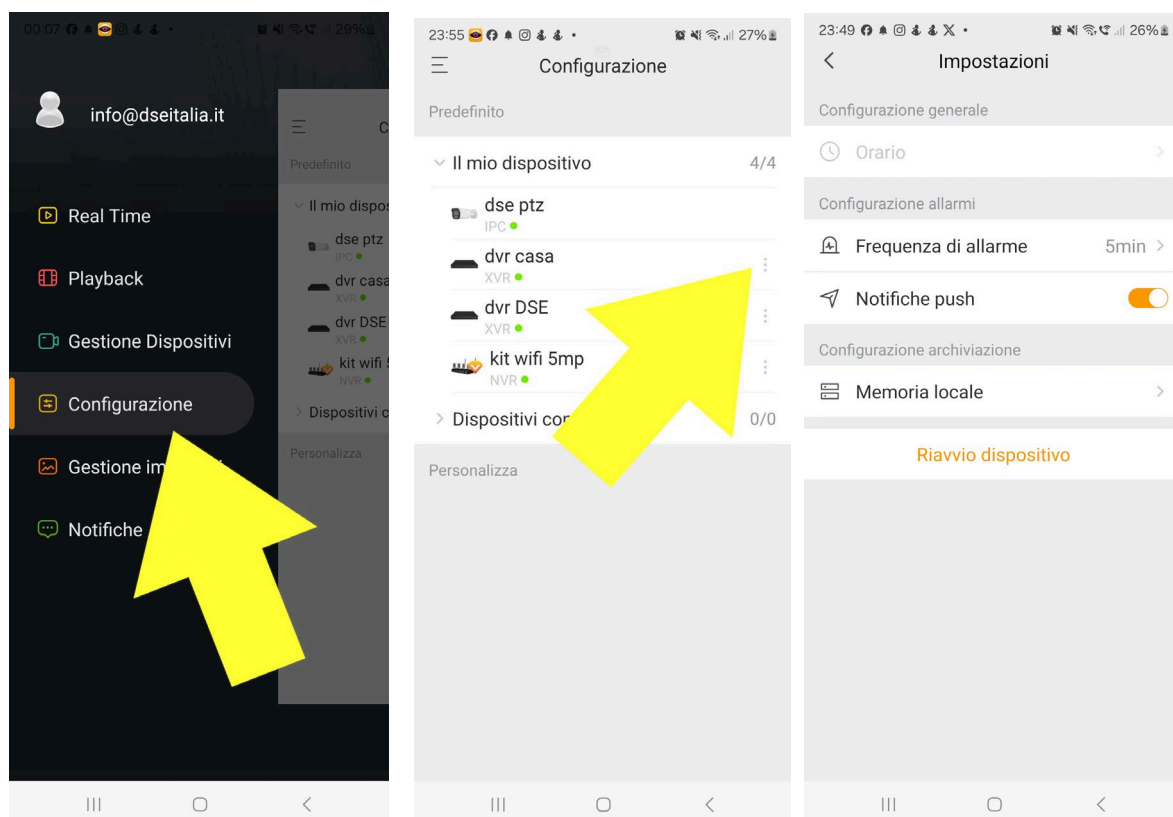 00:07
29%
info@dseitalia.it
Real Time
Playback
Gestione Dispositivi
Configurazione
Gestione im
Notifiche
C
Predefinito
Il mio dispos
dse ptz
IPC
dvr casa
XVR
dvr DSE
XVR
kit wifi 5
NVR
Dispositivi c
Personalizza
23:55
27%
Configurazione
Predefinito
Il mio dispositivo 4/4
dse ptz
IPC
dvr casa
XVR
dvr DSE
XVR
kit wifi 5mp
NVR
Dispositivi con 0/0
Personalizza
23:49
26%
Impostazioni
Configurazione generale
Orario
Configurazione allarmi
Frequenza di allarme 5min
Notifiche push
Configurazione archiviazione
Memoria locale
Riavvio dispositivo